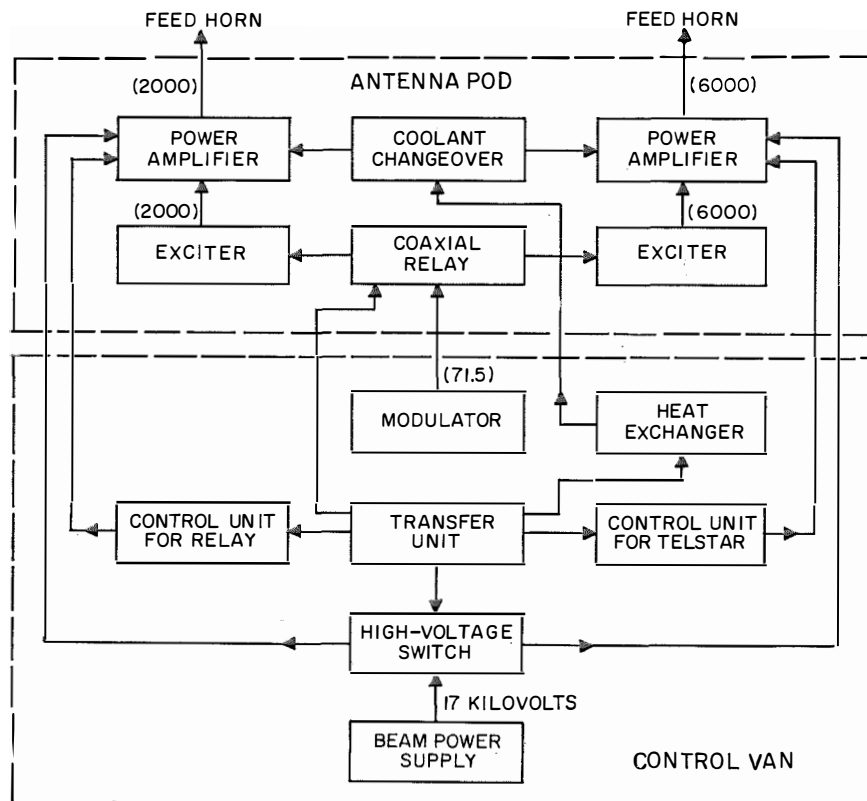 FEED HORN
FEED HORN
(2000)
ANTENNA POD
(6000)
POWER
AMPLIFIER
COOLANT
CHANGEOVER
POWER
AMPLIFIER
(2000)
(6000)
EXCITER
COAXIAL
RELAY
EXCITER
(71.5)
MODULATOR
HEAT
EXCHANGER
CONTROL UNIT
FOR RELAY
TRANSFER
UNIT
CONTROL UNIT
FOR TELSTAR
HIGH-VOLTAGE
SWITCH
17 KILOVOLTS
BEAM POWER
SUPPLY
CONTROL VAN